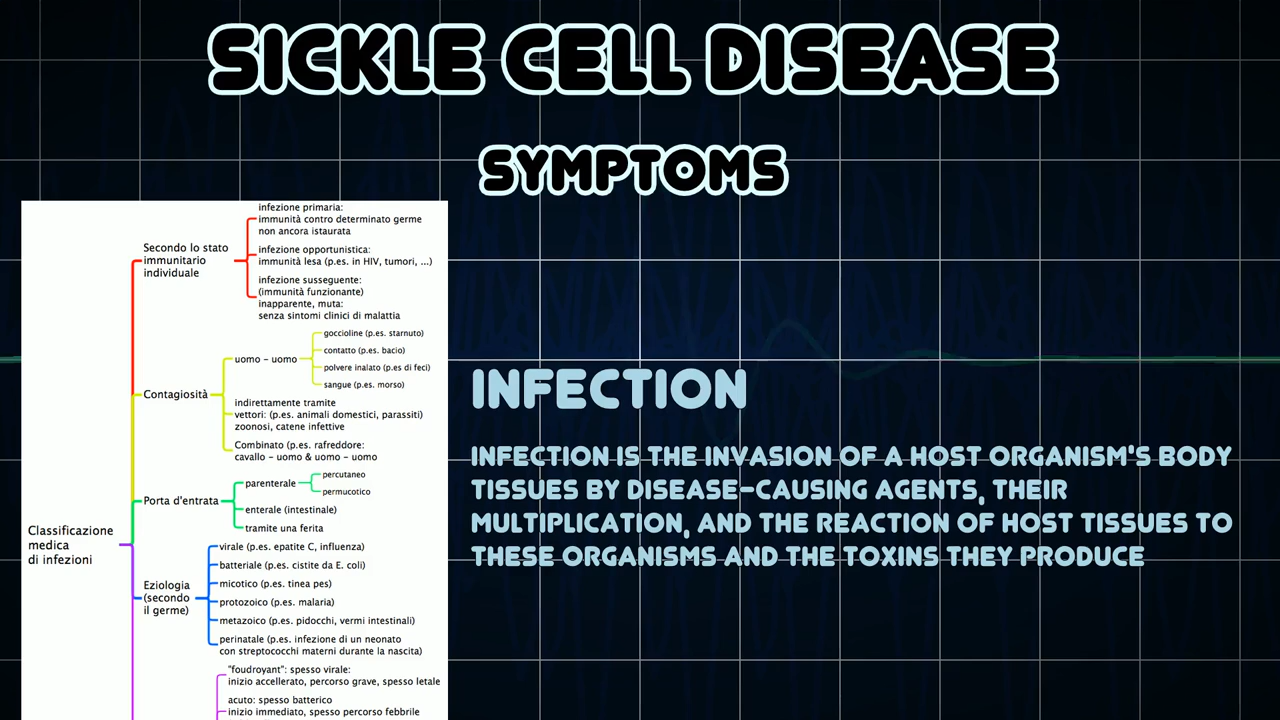 SICKLE CELL DISEASE
SYMPTOMS
infezione primaria:
immunità contro determinato germe
non ancora istaurata
Secondo lo stato
immunitario
individuale
infezione opportunistica:
immunità lesa (p.es. in HIV, tumori, ...)
infezione susseguente:
(immunità funzionante)
inapparente, muta:
senza sintomi clinici di malattia
Contagiosità
uomo - uomo
goccioline (p.es. starnuto)
contatto (p.es. bacio)
polvere inalato (p.es di feci)
sangue (p.es. morso)
indirettamente tramite
vettori: (p.es. animali domestici, parassiti)
zoonosi, catene infettive
Combinato (p.es. rafreddore:
cavallo - uomo & uomo - uomo
Porta d'entrata
parenterale
percutaneo
permucotico
enterale (intestinale)
tramite una ferita
Classificazione
medica
di infezioni
Eziologia
(secondo
il germe)
virale (p.es. epatite C, influenza)
batteriale (p.es. cistite da E. coli)
micotico (p.es. tinea pes)
protozoico (p.es. malaria)
metazoico (p.es. pidocchi, vermi intestinali)
perinatale (p.es. infezione di un neonato
con streptococchi materni durante la nascita)
"foudroyant": spesso virale:
inizio accellerato, percorso grave, spesso letale
acuto: spesso batterico
inizio immediato, spesso percorso febbrile
INFECTION
INFECTION IS THE INVASION OF A HOST ORGANISM'S BODY
TISSUES BY DISEASE-CAUSING AGENTS, THEIR
MULTIPLICATION, AND THE REACTION OF HOST TISSUES TO
THESE ORGANISMS AND THE TOXINS THEY PRODUCE